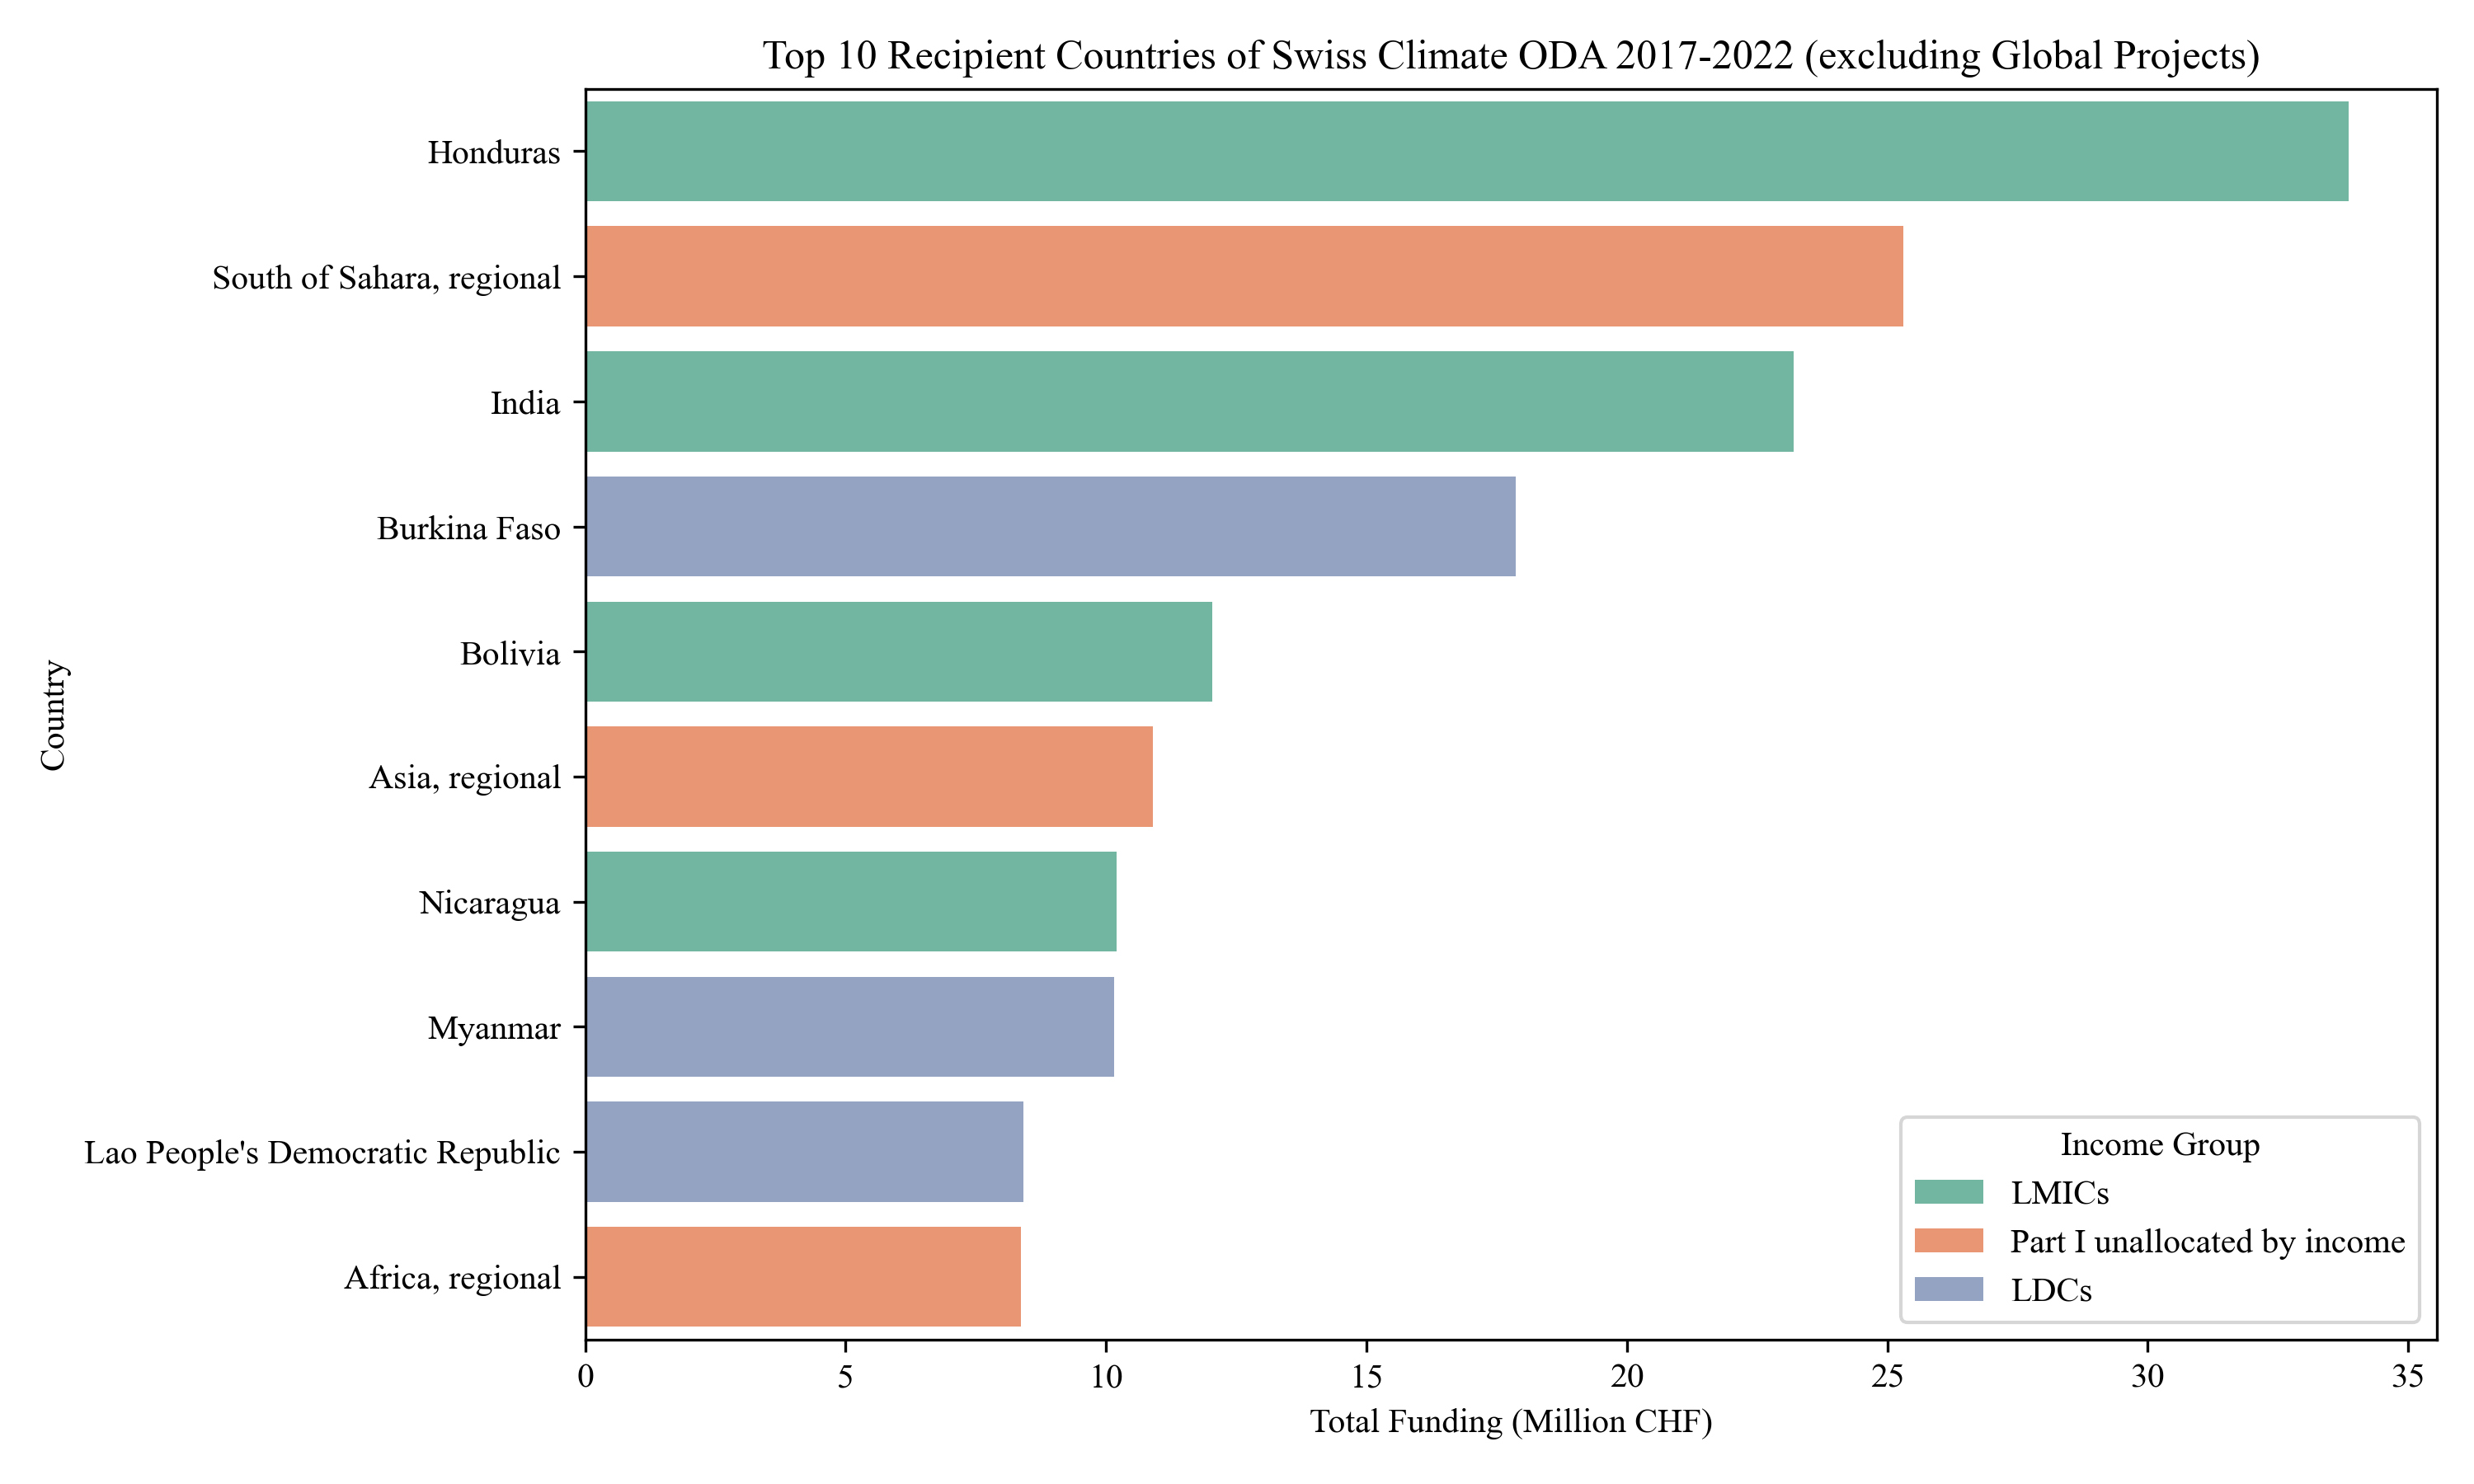 Top 10 Recipient Countries of Swiss Climate ODA 2017-2022 (excluding Global Projects)
Country
Honduras
South of Sahara, regional
India
Burkina Faso
Bolivia
Asia, regional
Nicaragua
Myanmar
Lao People's Democratic Republic
Africa, regional
Income Group
LMICs
Part I unallocated by income
LDCs
0 5 10 15 20 25 30 35
Total Funding (Million CHF)